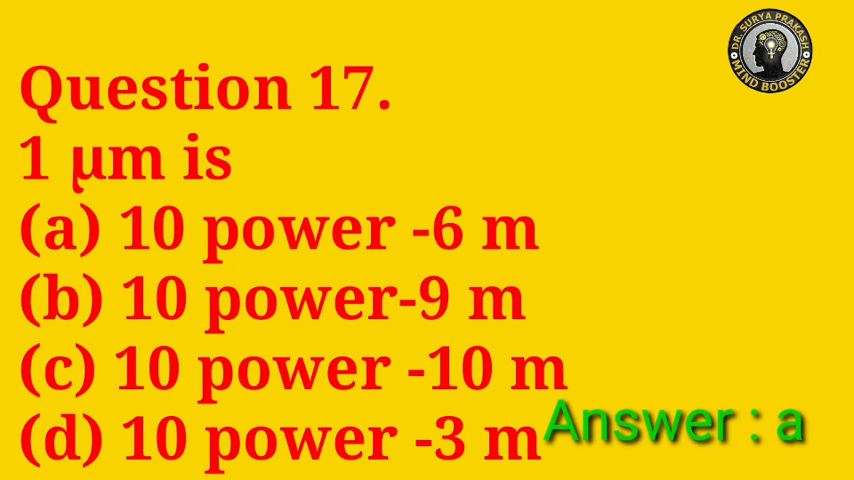 DR. SURYA PRAKASH
MIND BOOSTER
Question 17.
1 µm is
(a) 10 power -6 m
(b) 10 power-9 m
(c) 10 power -10 m
(d) 10 power -3 m
Answer : a